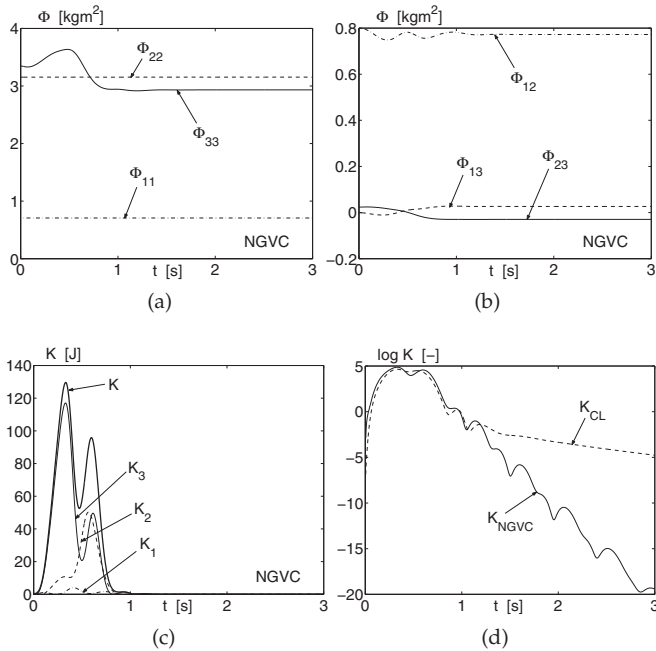 Φ [kgm²]
4
3
2
1
0
Φ₂₂
Φ₃₃
Φ₁₁
NGVC
0 1 2 3
t [s]
(a)
Φ [kgm²]
0.8
0.6
0.4
0.2
0
−0.2
Φ₁₂
Φ₁₃
Φ₂₃
NGVC
0 1 2 3
t [s]
(b)
K [J]
140
120
100
80
60
40
20
0
K
K₃
K₂
K₁
NGVC
0 1 2 3
t [s]
(c)
log K [−]
5
0
−5
−10
−15
−20
K_CL
K_NGVC
0 1 2 3
t [s]
(d)